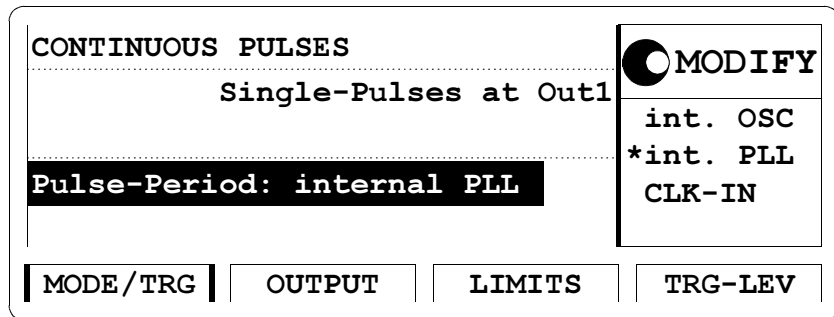 CONTINUOUS PULSES
Single-Pulses at Out1
Pulse-Period: internal PLL
MODIFY
int. OSC
*int. PLL
CLK-IN
MODE/TRG
OUTPUT
LIMITS
TRG-LEV